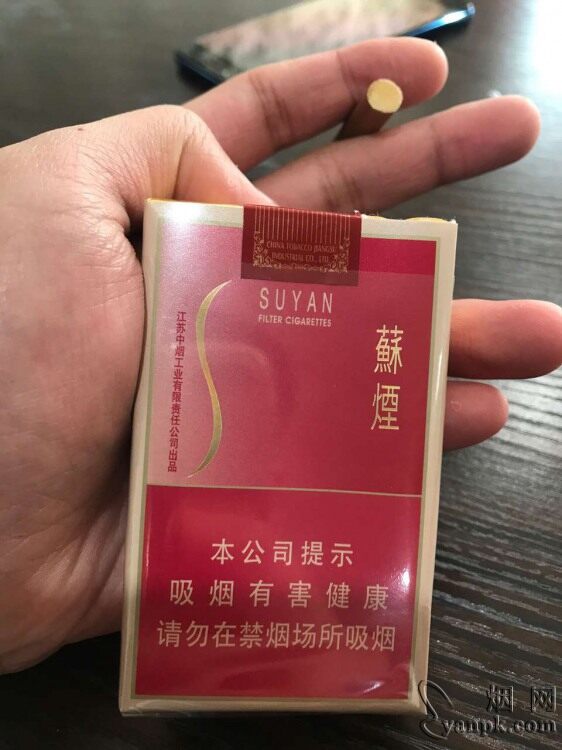 CHINA TOBACCO JIANGSU
INDUSTRIAL CO., LTD.
SUYAN
FILTER CIGARETTES
蘇煙
江苏中烟工业有限责任公司出品
本公司提示
吸烟有害健康
请勿在禁烟场所吸烟
烟网
yanpk.com